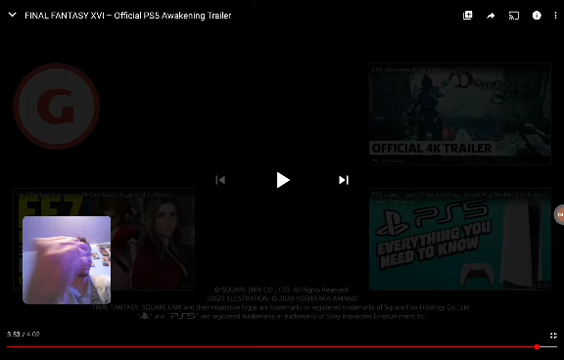 FINAL FANTASY XVI – Official PS5 Awakening Trailer
G
OFFICIAL 4K TRAILER
FF7
PS5
EVERYTHING YOU
NEED TO KNOW
© SQUARE ENIX CO., LTD. All Rights Reserved.
LOGO ILLUSTRATION: © 2020 YOSHITAKA AMANO
FINAL FANTASY, SQUARE ENIX and their respective logos are trademarks or registered trademarks of Square Enix Holdings Co., Ltd.
and "PS5" are registered trademarks or trademarks of Sony Interactive Entertainment Inc.
3:53 / 4:02